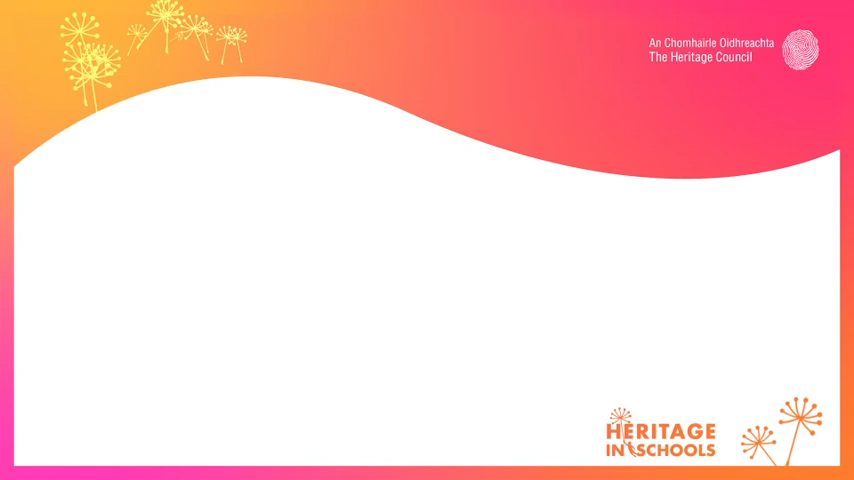 An Chomhairle Oidhreachta
The Heritage Council
HERITAGE
IN SCHOOLS